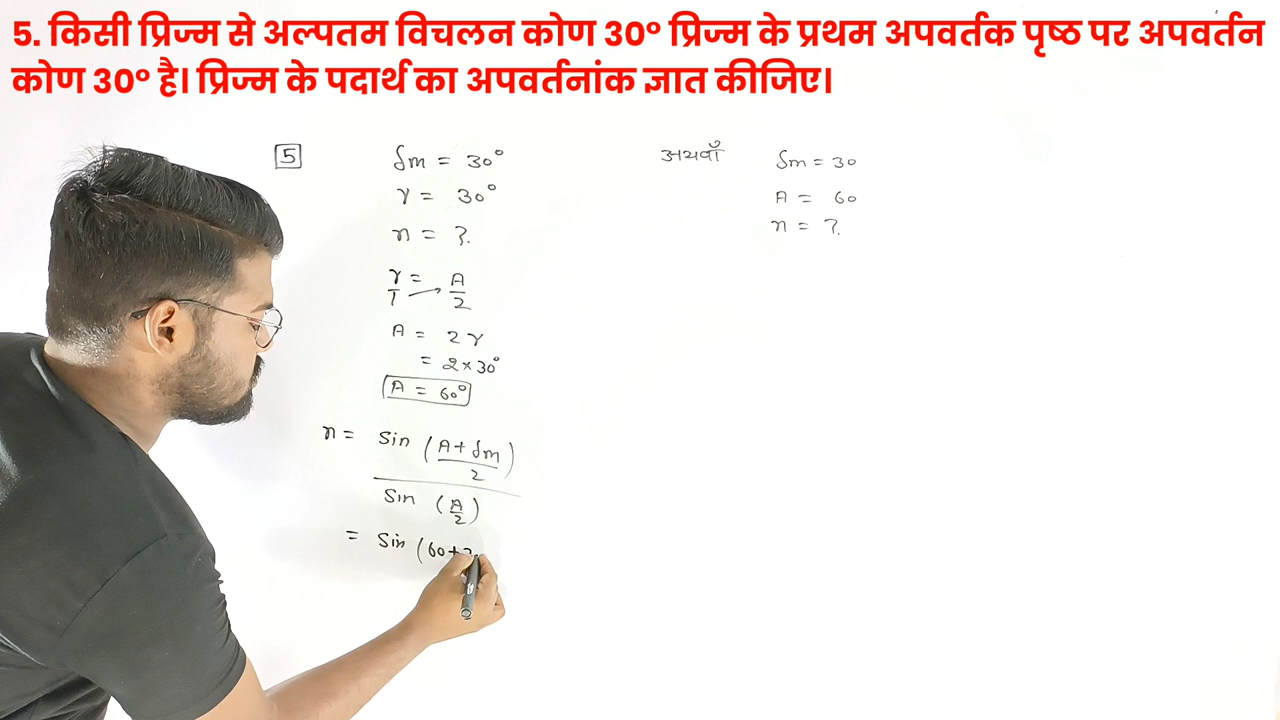 5. किसी प्रिज्म से अल्पतम विचलन कोण 30° प्रिज्म के प्रथम अपवर्तक पृष्ठ पर अपवर्तन
कोण 30° है। प्रिज्म के पदार्थ का अपवर्तनांक ज्ञात कीजिए।
5
δm = 30°
r = 30°
n = ?
r/1 = A/2
A = 2r
= 2×30°
A = 60°
n = sin (A+δm/2)
sin (A/2)
= sin (60+
अथवाँ
δm = 30
A = 60
n = ?